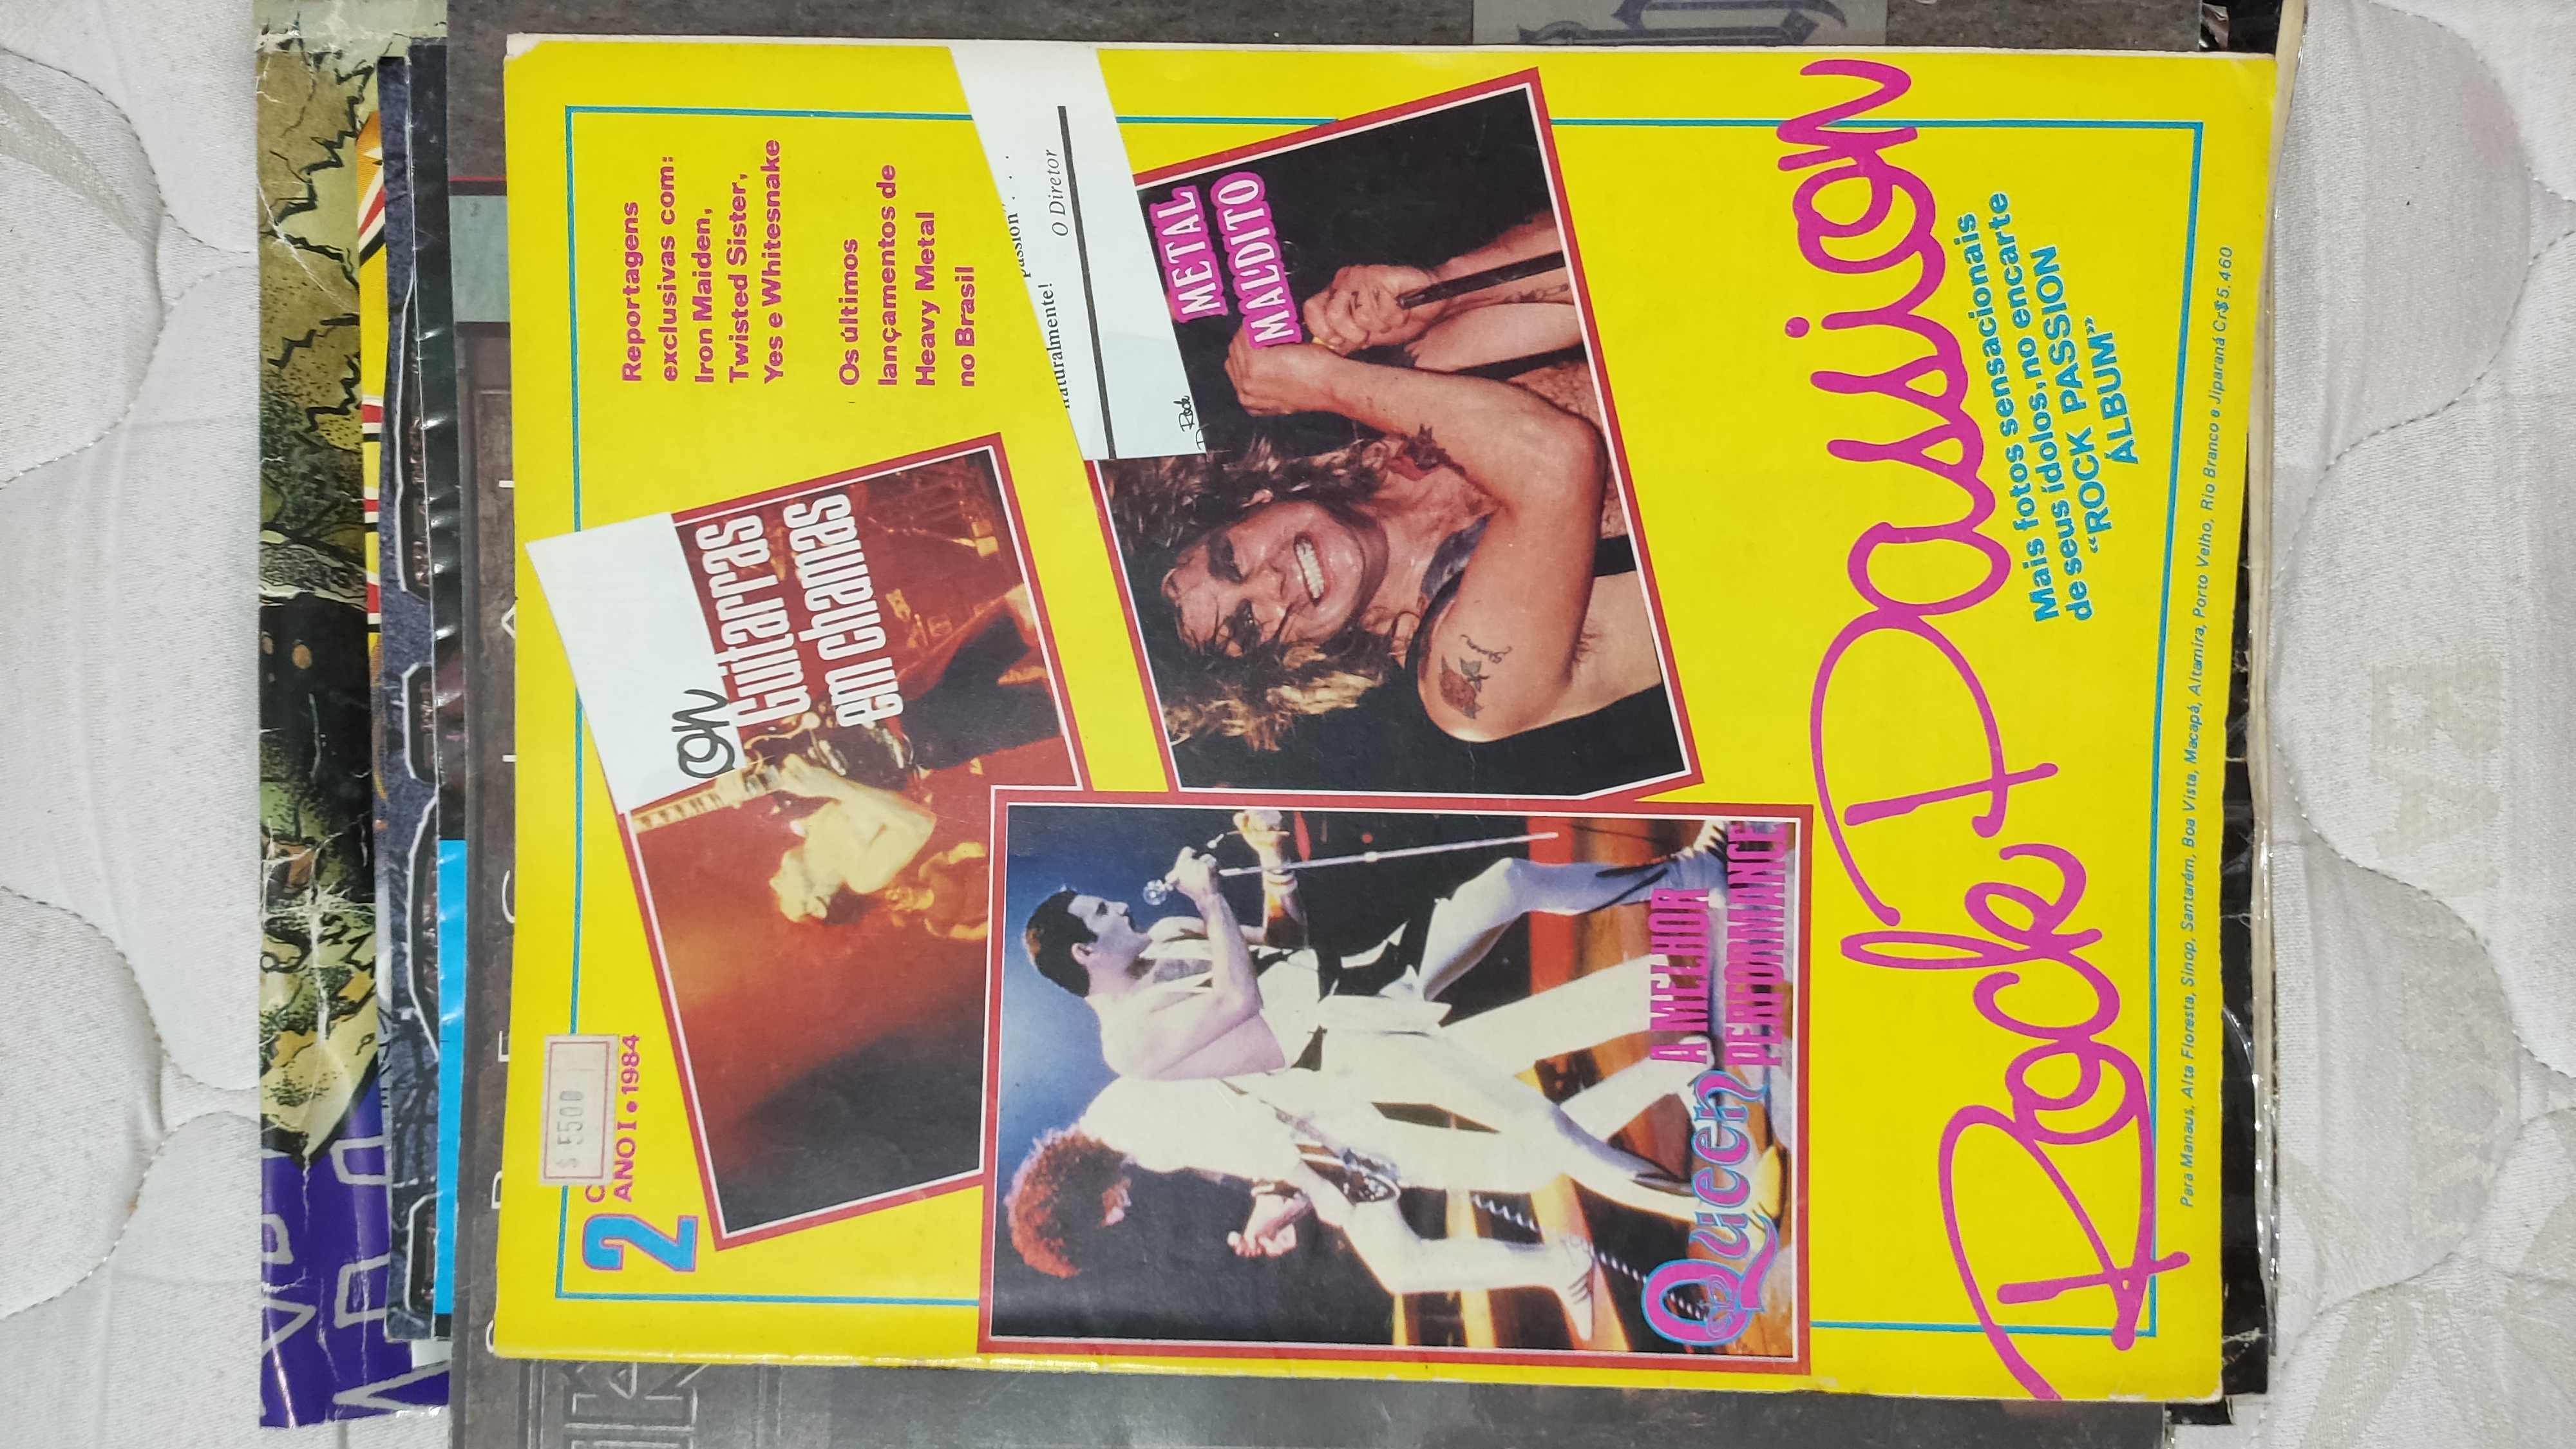 $ 5500
2
ANO I • 1984
on
Guitarras
em chamas
Reportagens
exclusivas com:
Iron Maiden,
Twisted Sister,
Yes e Whitesnake
Os últimos
lançamentos de
Heavy Metal
no Brasil
passion". . .
naturalmente!
O Diretor
Rock
METAL
MALDITO
Sharon
Queen
A MELHOR
PERFORMANCE
Rock Passion
Mais fotos sensacionais
de seus ídolos, no encarte
"ROCK PASSION
ÁLBUM"
Para Manaus, Alta Floresta, Sinop, Santarém, Boa Vista, Macapá, Altamira, Porto Velho, Rio Branco e Jiparaná Cr$5.460